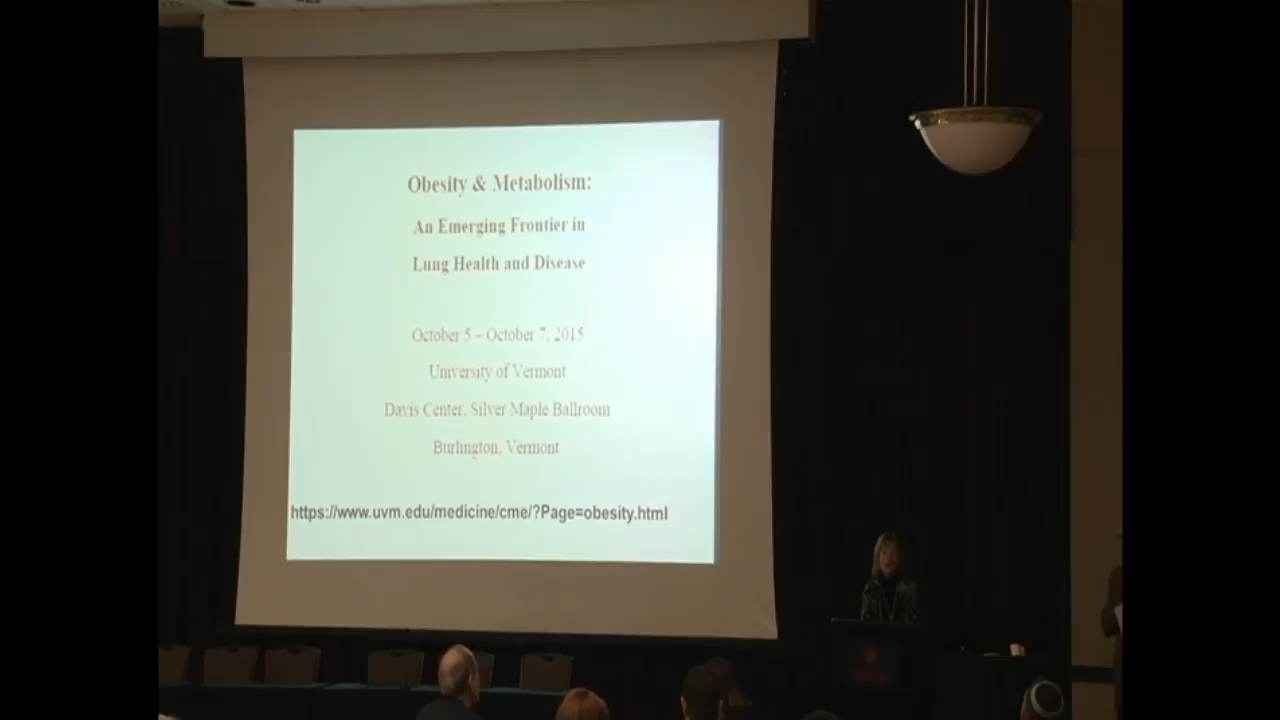 Obesity & Metabolism:
An Emerging Frontier in
Lung Health and Disease
October 5 – October 7, 2015
University of Vermont
Davis Center, Silver Maple Ballroom
Burlington, Vermont
https://www.uvm.edu/medicine/cme/?Page=obesity.html